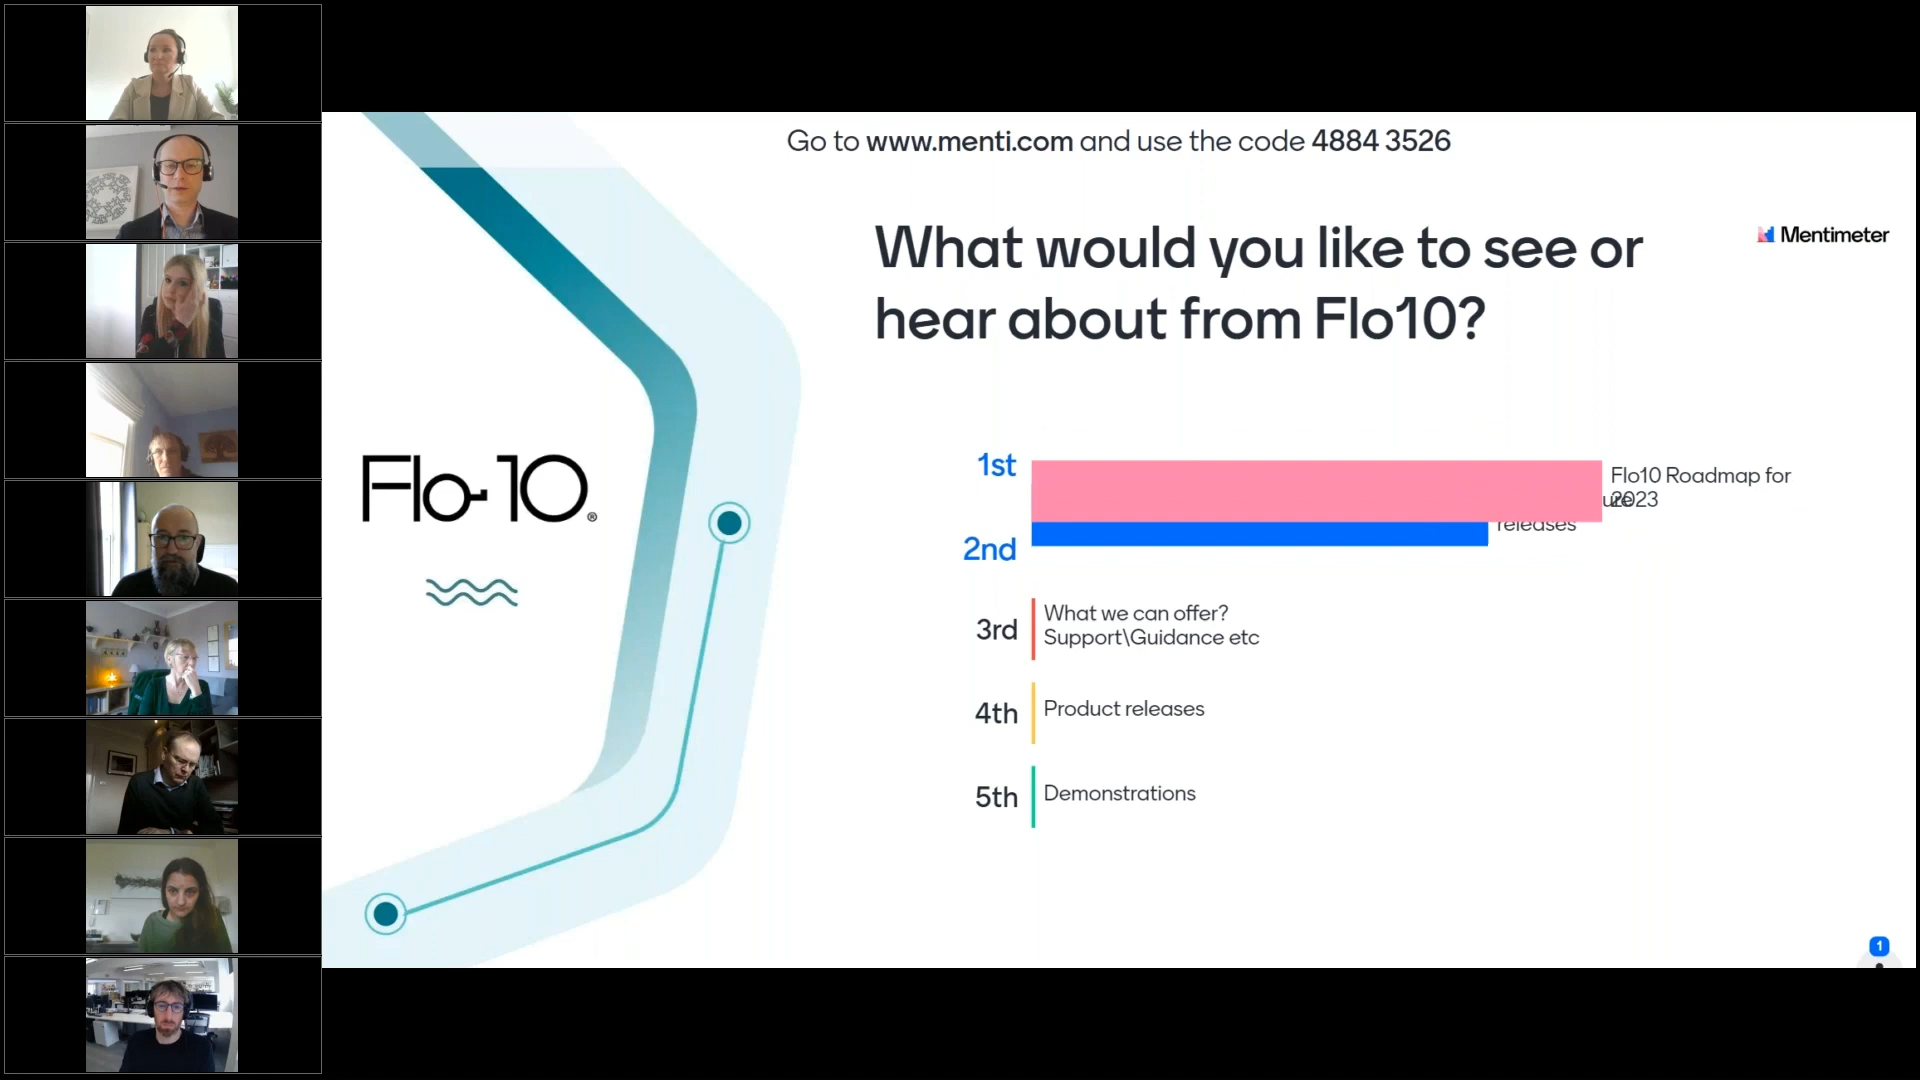 Go to www.menti.com and use the code 4884 3526
What would you like to see or
hear about from Flo10?
Mentimeter
Flo-10®
1st
Flo10 Roadmap for
2023
releases
2nd
3rd
What we can offer?
Support\Guidance etc
4th
Product releases
5th
Demonstrations
1